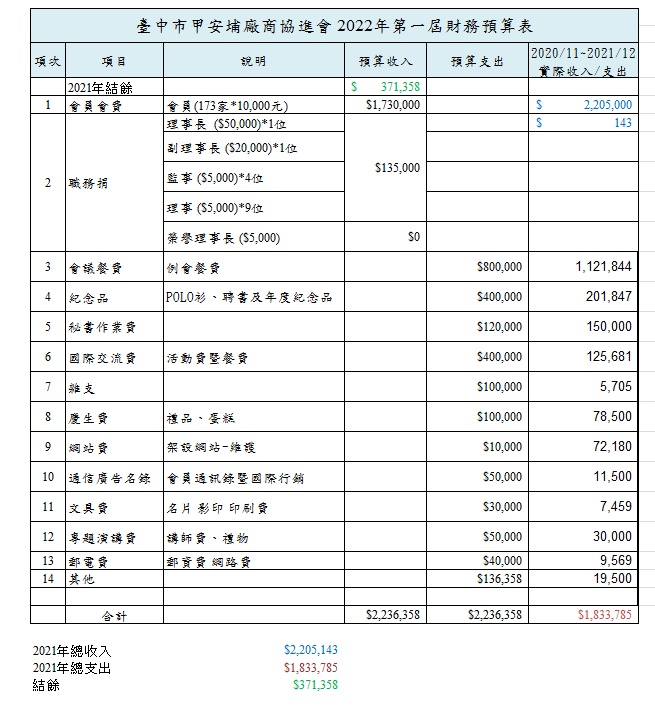 臺中市甲安埔廠商協進會 2022年第一屆財務預算表
項次 項目 說明 預算收入 預算支出 2020/11~2021/12
實際收入/支出
2021年結餘 $ 371,358
1 會員會費 會員(173家*10,000元) $1,730,000 $ 2,205,000
理事長 ($50,000)*1位 $ 143
副理事長 ($20,000)*1位
2 職務捐 監事 ($5,000)*4位 $135,000
理事 ($5,000)*9位
榮譽理事長 ($5,000) $0
3 會議餐費 例會餐費 $800,000 1,121,844
4 紀念品 POLO衫、聘書及年度紀念品 $400,000 201,847
5 秘書作業費 $120,000 150,000
6 國際交流費 活動費暨餐費 $400,000 125,681
7 雜支 $100,000 5,705
8 慶生費 禮品、蛋糕 $100,000 78,500
9 網站費 架設網站-維護 $10,000 72,180
10 通信廣告名錄 會員通訊錄暨國際行銷 $50,000 11,500
11 文具費 名片 影印 印刷費 $30,000 7,459
12 專題演講費 講師費、禮物 $50,000 30,000
13 郵電費 郵資費 網路費 $40,000 9,569
14 其他 $136,358 19,500
合計 $2,236,358 $2,236,358 $1,833,785
2021年總收入 $2,205,143
2021年總支出 $1,833,785
結餘 $371,358